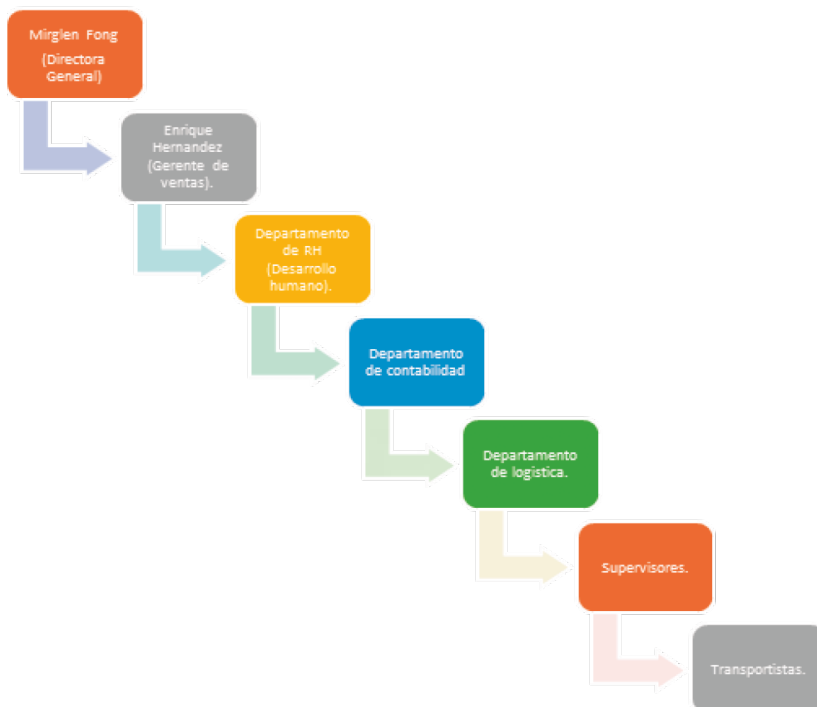 Mirglen Fong
(Directora
General)
Enrique
Hernandez
(Gerente de
ventas).
Departamento
de RH
(Desarrollo
humano).
Departamento
de contabilidad
Departamento
de logistica.
Supervisores.
Transportistas.